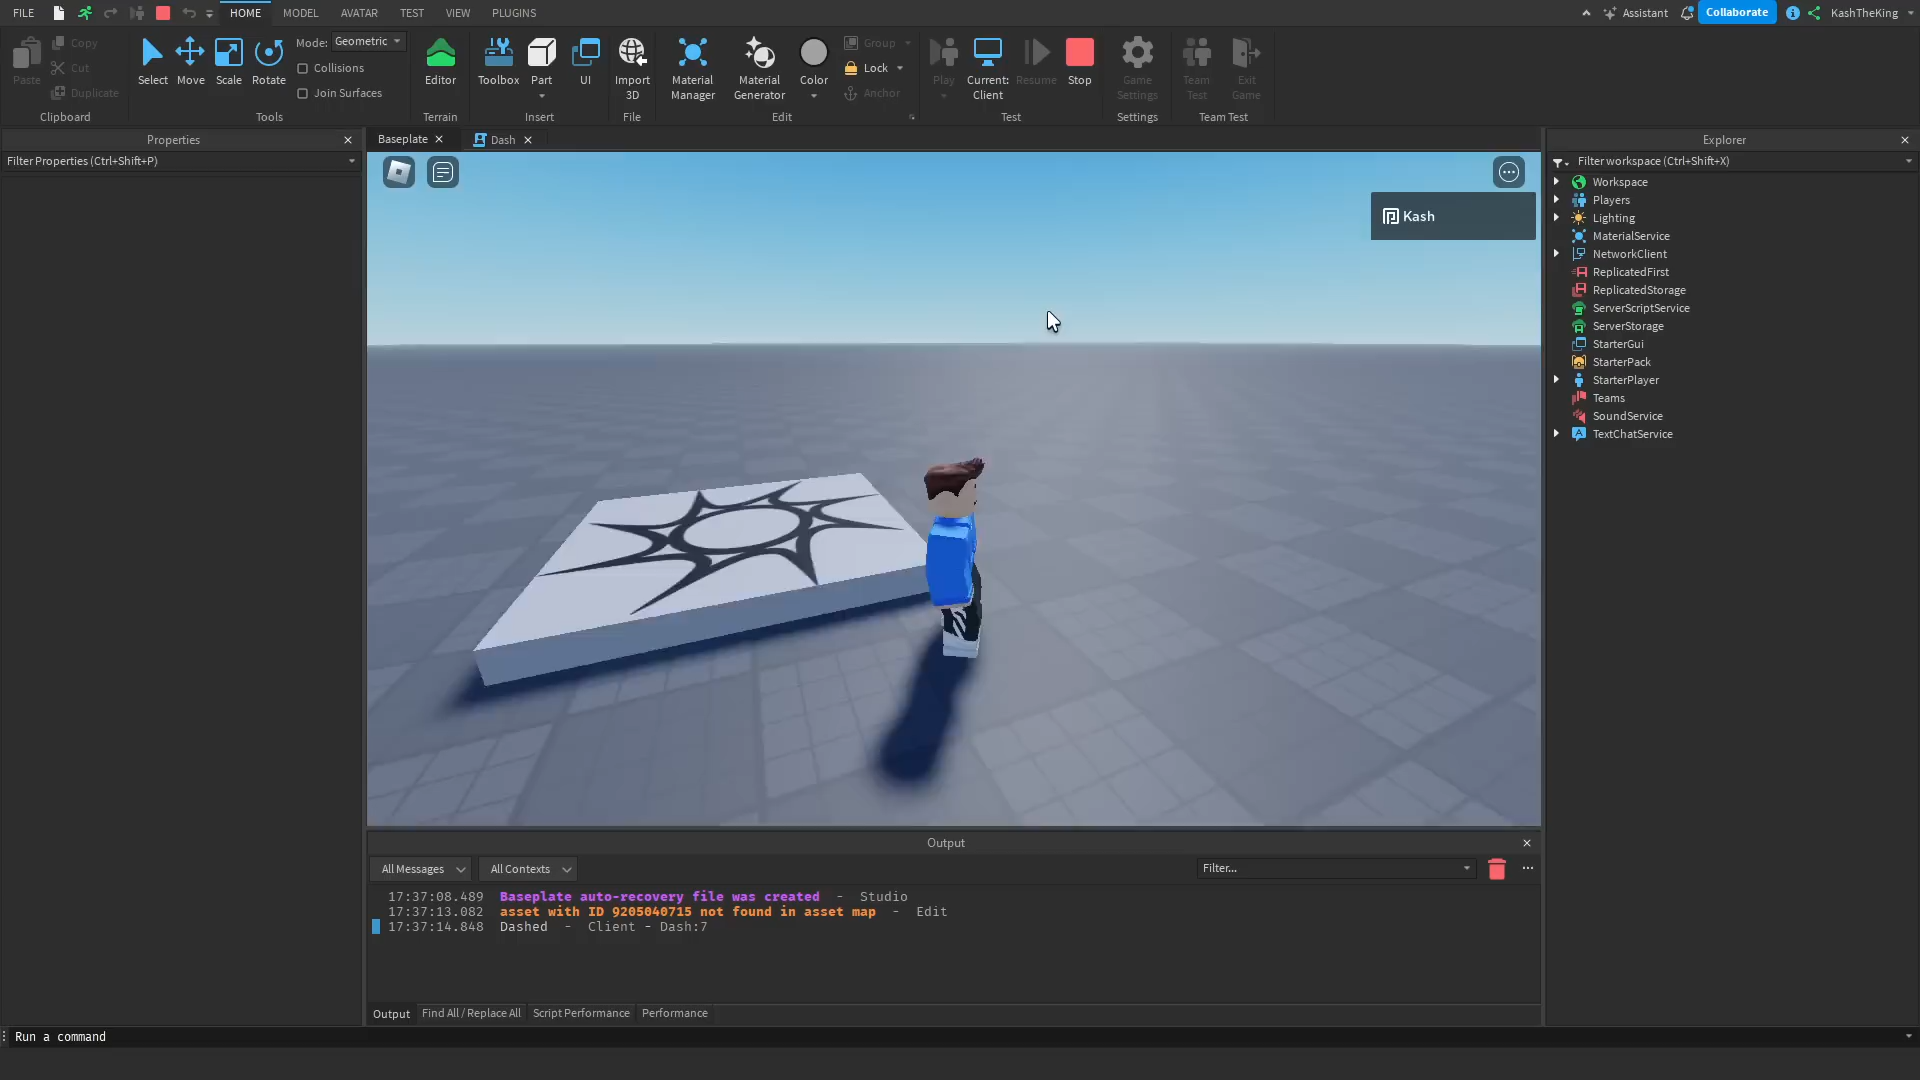 FILE HOME MODEL AVATAR TEST VIEW PLUGINS Assistant Collaborate KashTheKing
Paste Copy Cut Duplicate Clipboard
Select Move Scale Rotate Mode: Geometric Collisions Join Surfaces Tools
Editor Terrain
Toolbox Part UI Insert
Import 3D File
Material Manager Material Generator Color Group Lock Anchor Edit
Play Current: Client Resume Stop Test
Game Settings Settings
Team Test Exit Game Team Test
Properties
Filter Properties (Ctrl+Shift+P)
Baseplate Dash
Kash
Explorer
Filter workspace (Ctrl+Shift+X)
Workspace
Players
Lighting
MaterialService
NetworkClient
ReplicatedFirst
ReplicatedStorage
ServerScriptService
ServerStorage
StarterGui
StarterPack
StarterPlayer
Teams
SoundService
TextChatService
Output
All Messages All Contexts Filter...
17:37:08.489 Baseplate auto-recovery file was created - Studio
17:37:13.082 asset with ID 9205040715 not found in asset map - Edit
17:37:14.848 Dashed - Client - Dash:7
Output Find All / Replace All Script Performance Performance
Run a command